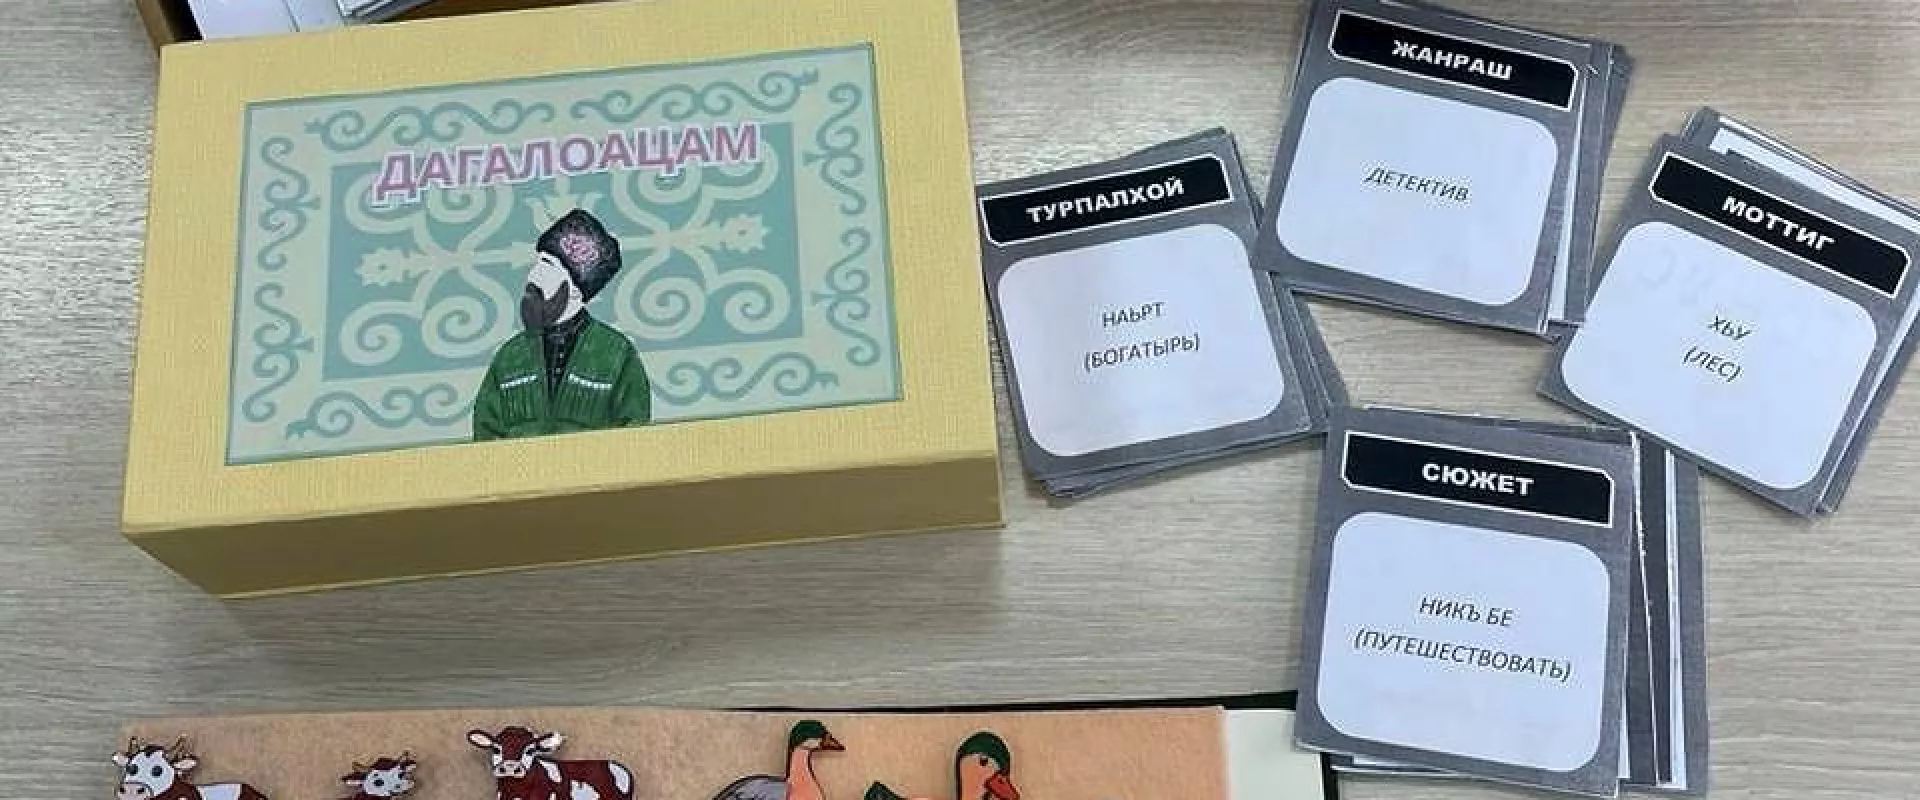 ДАГАЛОАЦАМ
ТУРПАЛХОЙ
НАЬРТ
(БОГАТЫРЬ)
ЖАНРАШ
ДЕТЕКТИВ
МОТТИГ
ХЬУ
(ЛЕС)
СЮЖЕТ
НИКЪ БЕ
(ПУТЕШЕСТВОВАТЬ)